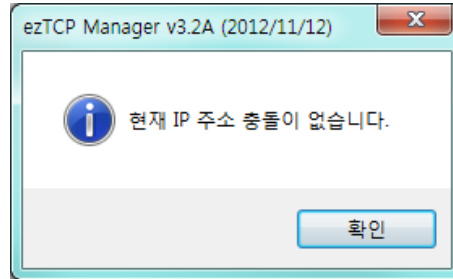 ezTCP Manager v3.2A (2012/11/12)
현재 IP 주소 충돌이 없습니다.
확인